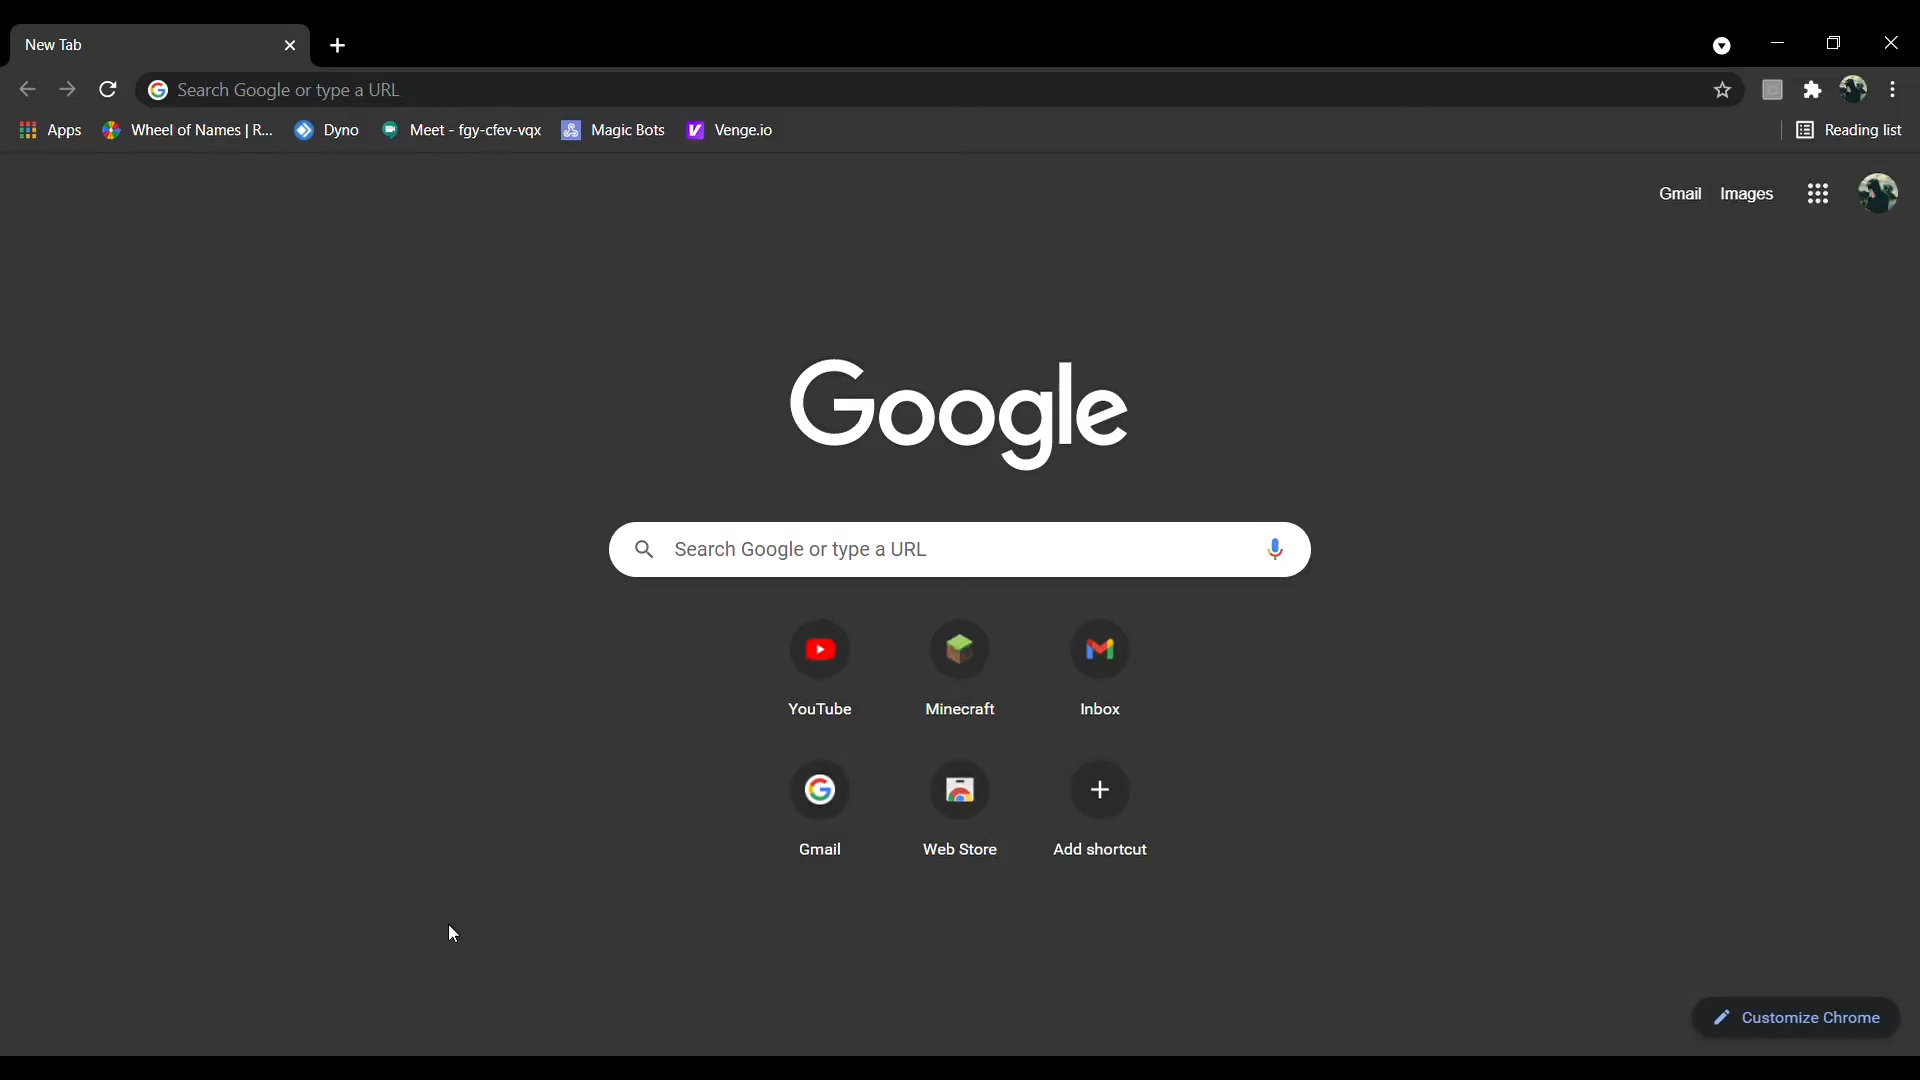 New Tab
Search Google or type a URL
Apps Wheel of Names | R... Dyno Meet - fgy-cfev-vqx Magic Bots Venge.io Reading list
Gmail Images
Google
Search Google or type a URL
YouTube Minecraft Inbox
Gmail Web Store Add shortcut
Customize Chrome